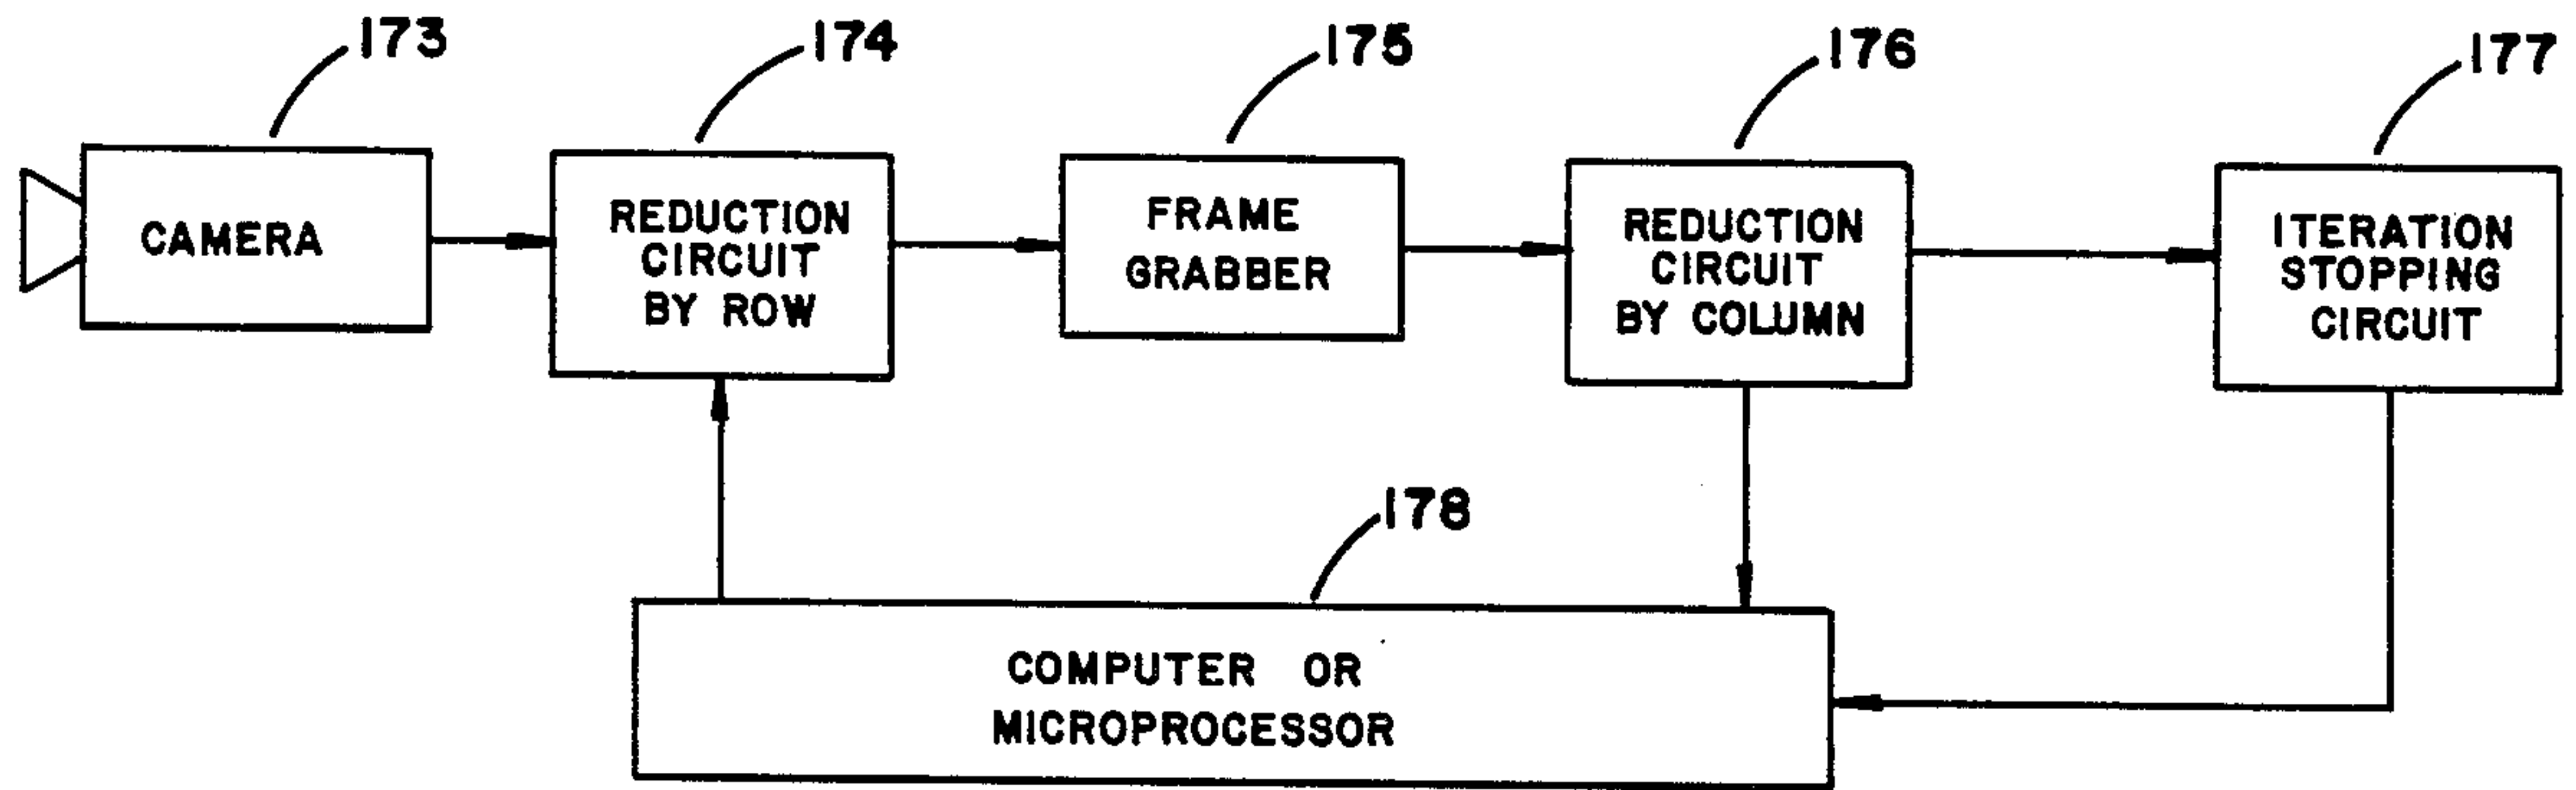 173
174
175
176
177
CAMERA
REDUCTION
CIRCUIT
BY ROW
FRAME
GRABBER
REDUCTION
CIRCUIT
BY COLUMN
ITERATION
STOPPING
CIRCUIT
178
COMPUTER OR
MICROPROCESSOR